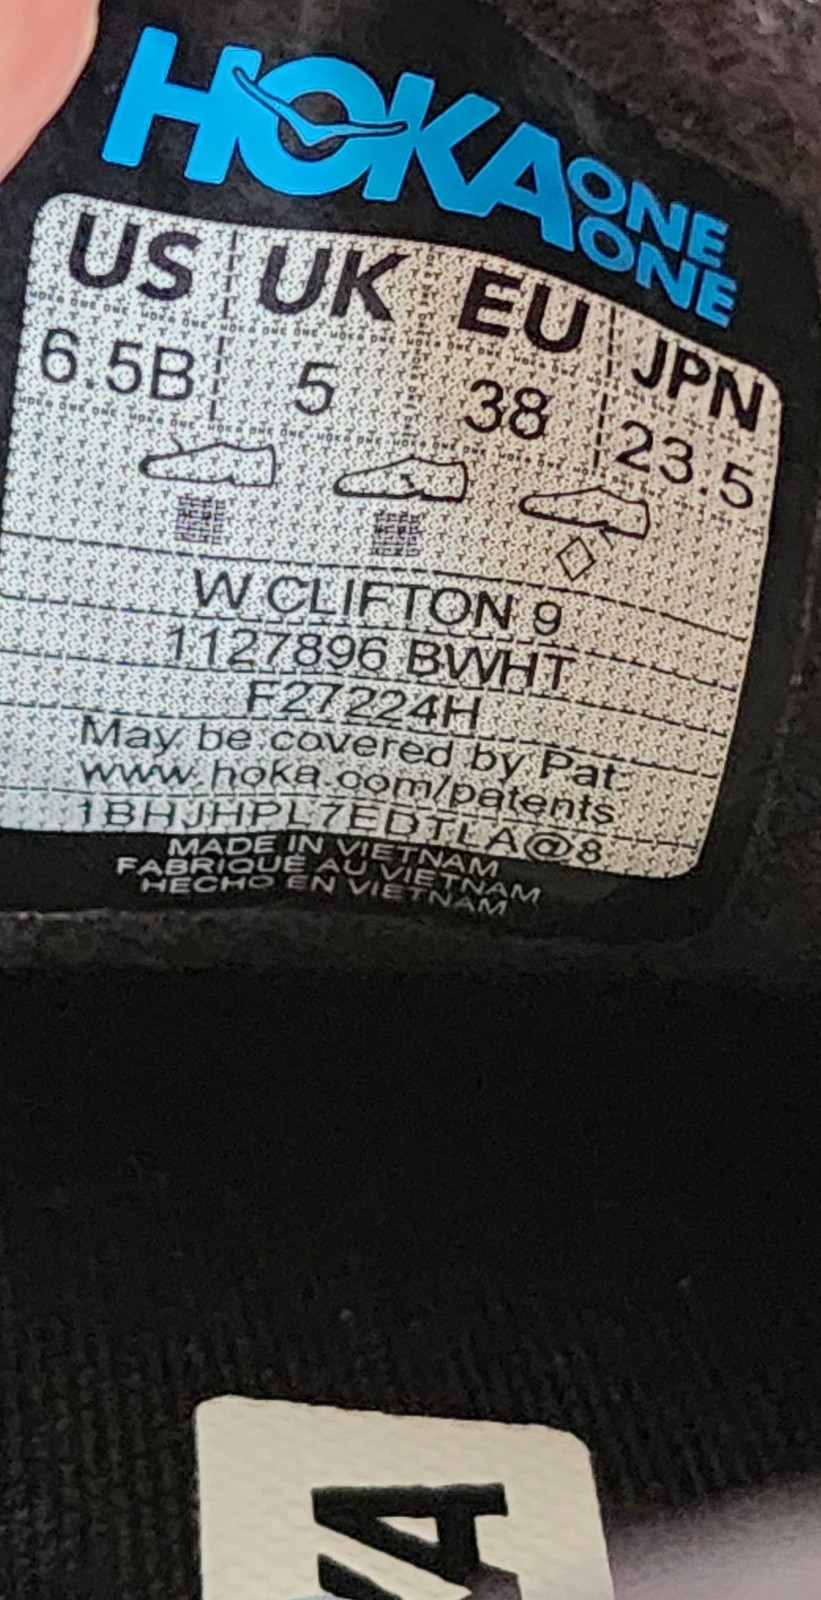 HOKA ONE ONE
US UK EU JPN
6.5B 5 38 23.5
W CLIFTON 9
1127896 BWHT
F27224H
May be covered by Pat.
www.hoka.com/patents
1BHJHPL7EDTLA@8
MADE IN VIETNAM
FABRIQUÉ AU VIETNAM
HECHO EN VIETNAM